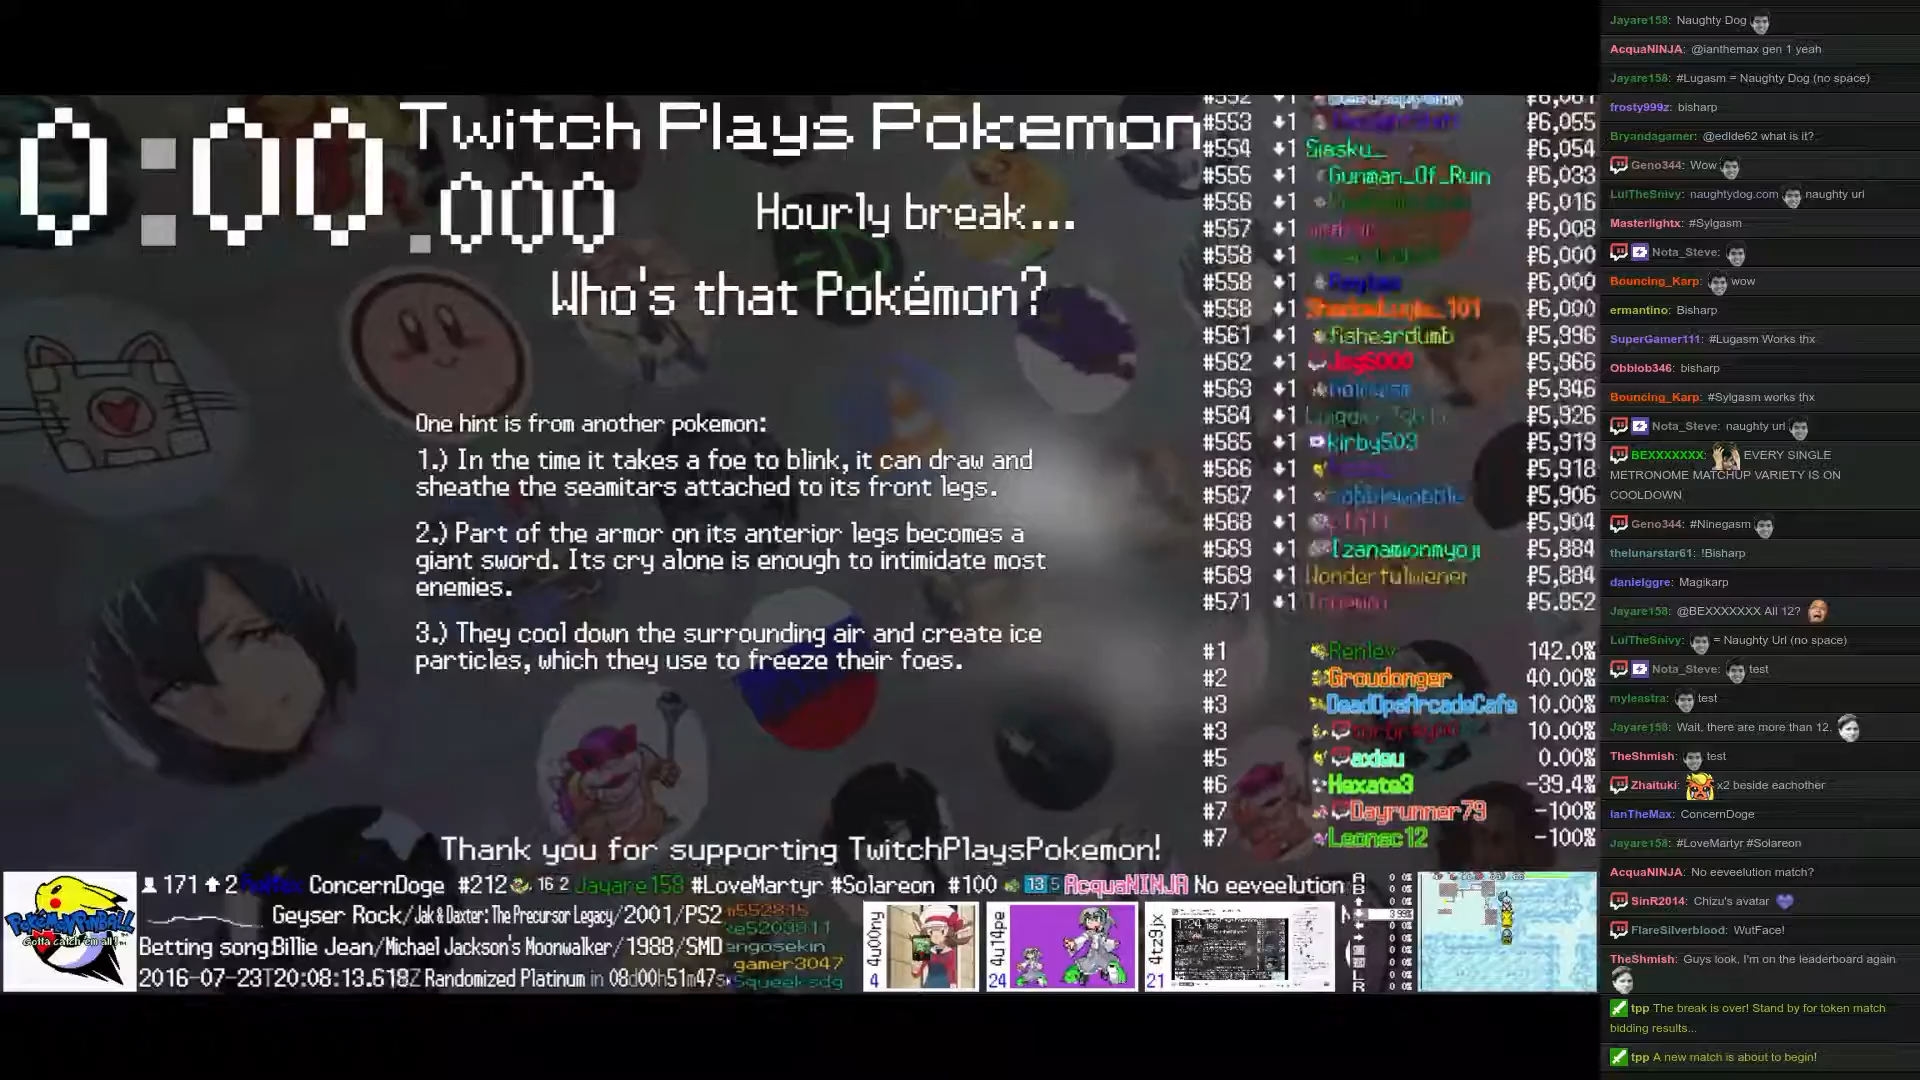 0:00.000
Twitch Plays Pokemon
Hourly break...
Who's that Pokémon?
One hint is from another pokemon:
1.) In the time it takes a foe to blink, it can draw and
sheathe the seamitars attached to its front legs.
2.) Part of the armor on its anterior legs becomes a
giant sword. Its cry alone is enough to intimidate most
enemies.
3.) They cool down the surrounding air and create ice
particles, which they use to freeze their foes.
Thank you for supporting TwitchPlaysPokemon!
#553 1 ₽6,055
#554 1 Siesku_ ₽6,054
#555 1 Gunman_Of_Ruin ₽6,033
#556 1 ₽6,016
#557 1 ₽6,008
#558 1 ₽6,000
#558 1 ₽6,000
#558 1 ₽6,000
#561 1 fisheardumb ₽5,996
#562 1 ₽5,966
#563 1 ₽5,946
#564 1 ₽5,926
#565 1 kirby503 ₽5,919
#566 1 ₽5,918
#567 1 ₽5,906
#568 1 ₽5,904
#569 1 Izanamionmyoji ₽5,884
#569 1 Wonderfulwener ₽5,884
#571 1 ₽5,852
#1 Renlev 142.0%
#2 Groudonger 40.00%
#3 DeadOpsArcadeCafe 10.00%
#3 10.00%
#5 axleu 0.00%
#6 Hexate3 -39.4%
#7 Dayrunner79 -100%
#7 Leonsc12 -100%
171 2 ConcernDoge #212 16 2 Jayare158 #LoveMartyr #Solareon #100 13 5 AcquaNINJA No eeveelution
Geyser Rock/Jak & Daxter: The Precursor Legacy/2001/PS2
Betting song: Billie Jean/Michael Jackson's Moonwalker/1988/SMD
2016-07-23T20:08:13.618Z Randomized Platinum in 08d00h51m47s
gamer3047
4 4u00ny
24 4u14pe
21 4tz9jx
Jayare158: Naughty Dog
AcquaNINJA: @ianthemax gen 1 yeah
Jayare158: #Lugasm = Naughty Dog (no space)
frosty999z: bisharp
Bryandagamer: @edlde62 what is it?
Geno344: Wow
LuiTheSnivy: naughtydog.com naughty url
Masterlightx: #Sylgasm
Nota_Steve:
Bouncing_Karp: wow
ermantino: Bisharp
SuperGamer111: #Lugasm Works thx
Obblob346: bisharp
Bouncing_Karp: #Sylgasm works thx
Nota_Steve: naughty url
BEXXXXXXX: EVERY SINGLE
METRONOME MATCHUP VARIETY IS ON
COOLDOWN
Geno344: #Ninegasm
thelunarstar61: !Bisharp
danielggre: Magikarp
Jayare158: @BEXXXXXXX All 12?
LuiTheSnivy: = Naughty Url (no space)
Nota_Steve: test
myleastra: test
Jayare158: Wait, there are more than 12.
TheShmish: test
Zhaituki: x2 beside eachother
IanTheMax: ConcernDoge
Jayare158: #LoveMartyr #Solareon
AcquaNINJA: No eeveelution match?
SinR2014: Chizu's avatar
FlareSilverblood: WutFace!
TheShmish: Guys look, I'm on the leaderboard again
tpp The break is over! Stand by for token match
bidding results...
tpp A new match is about to begin!